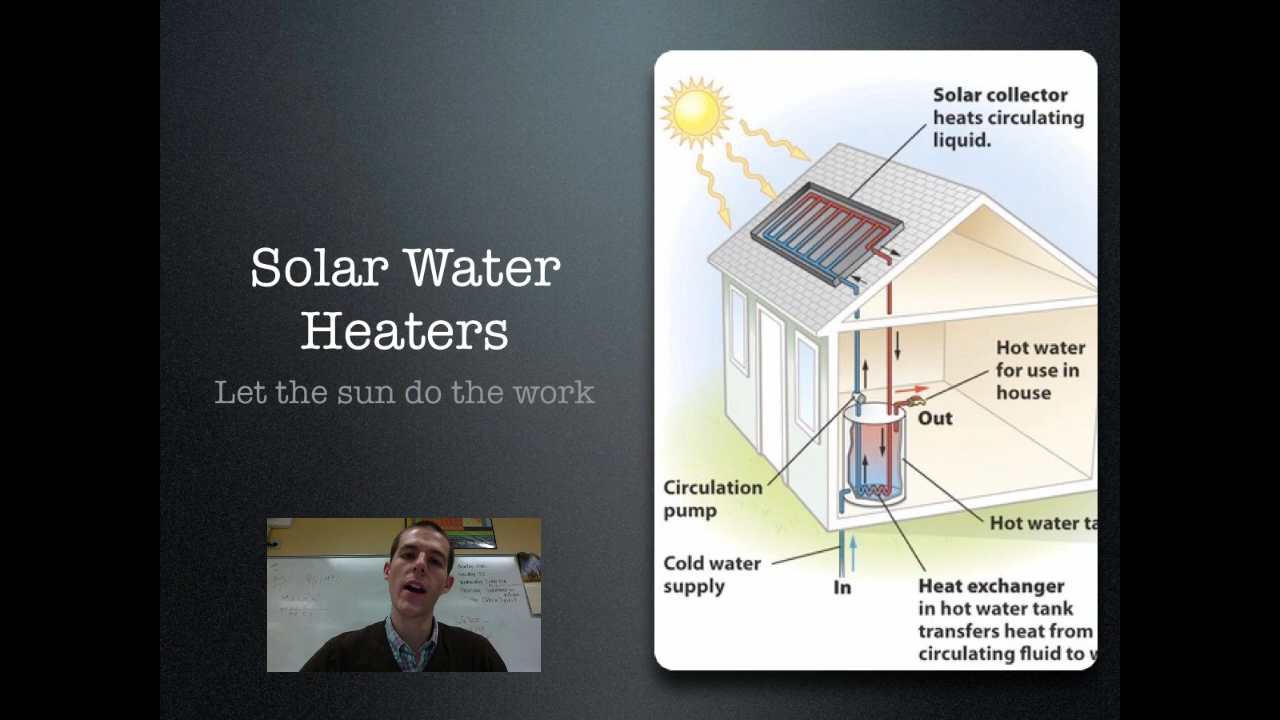 Solar Water
Heaters
Let the sun do the work
Solar collector
heats circulating
liquid.
Hot water
for use in
house
Out
Circulation
pump
Hot water
Cold water
supply
In
Heat exchanger
in hot water tank
transfers heat from
circulating fluid to